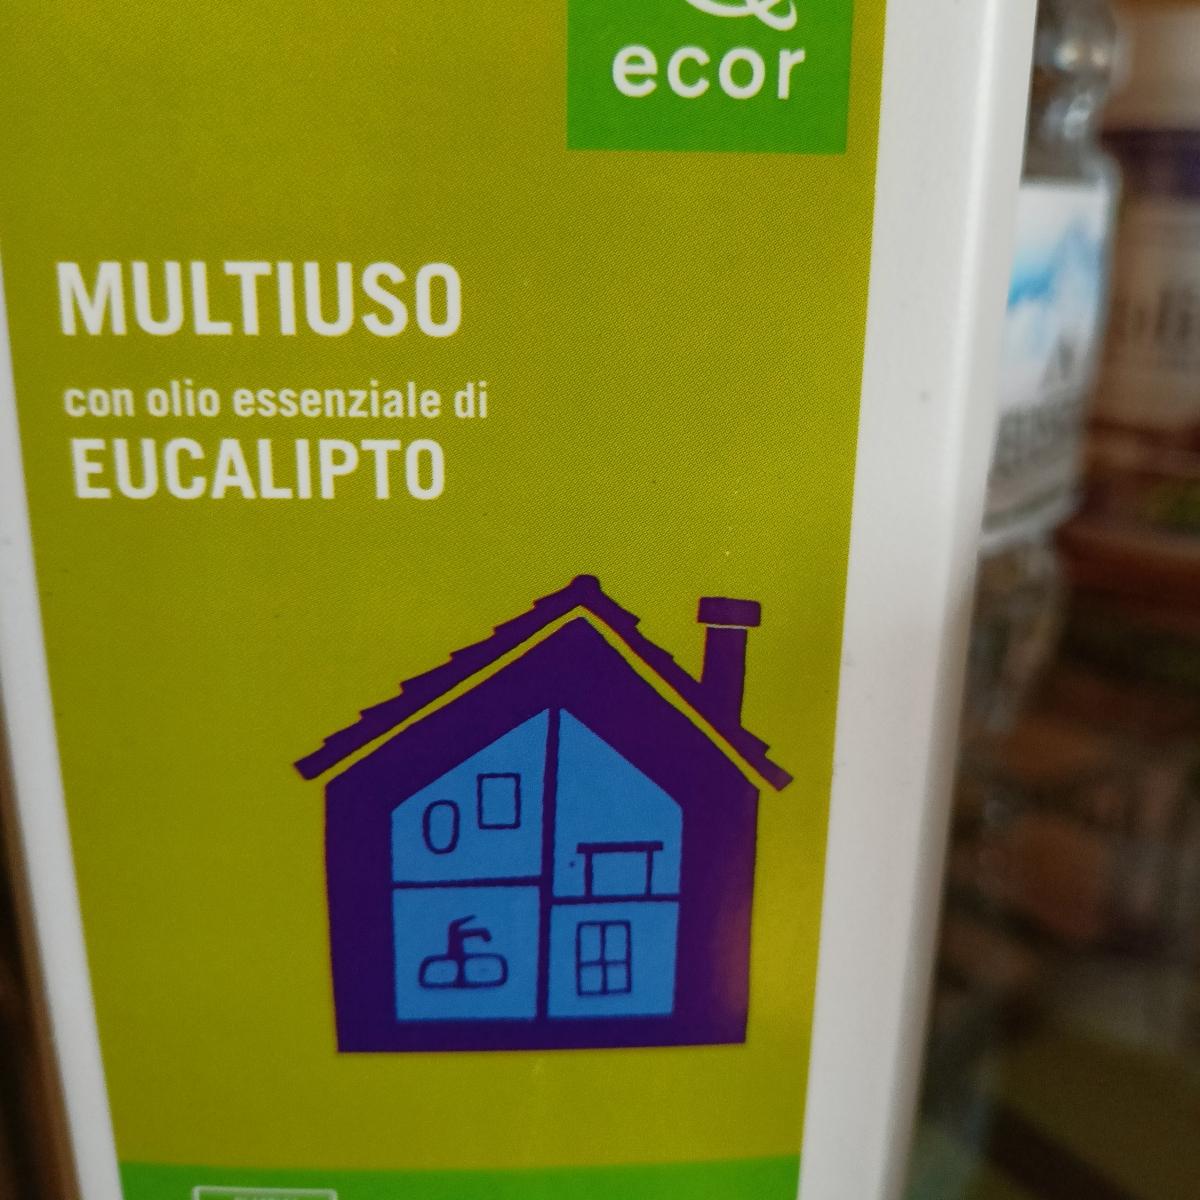 ecor
MULTIUSO
con olio essenziale di
EUCALIPTO